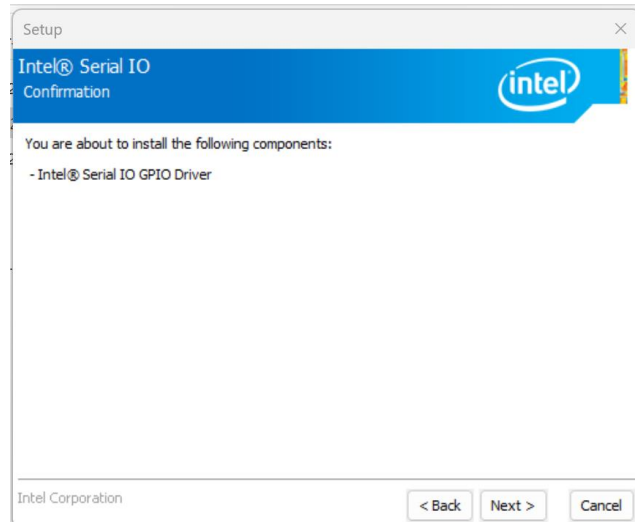 Setup
Intel® Serial IO
Confirmation
intel
You are about to install the following components:
- Intel® Serial IO GPIO Driver
Intel Corporation
< Back
Next >
Cancel